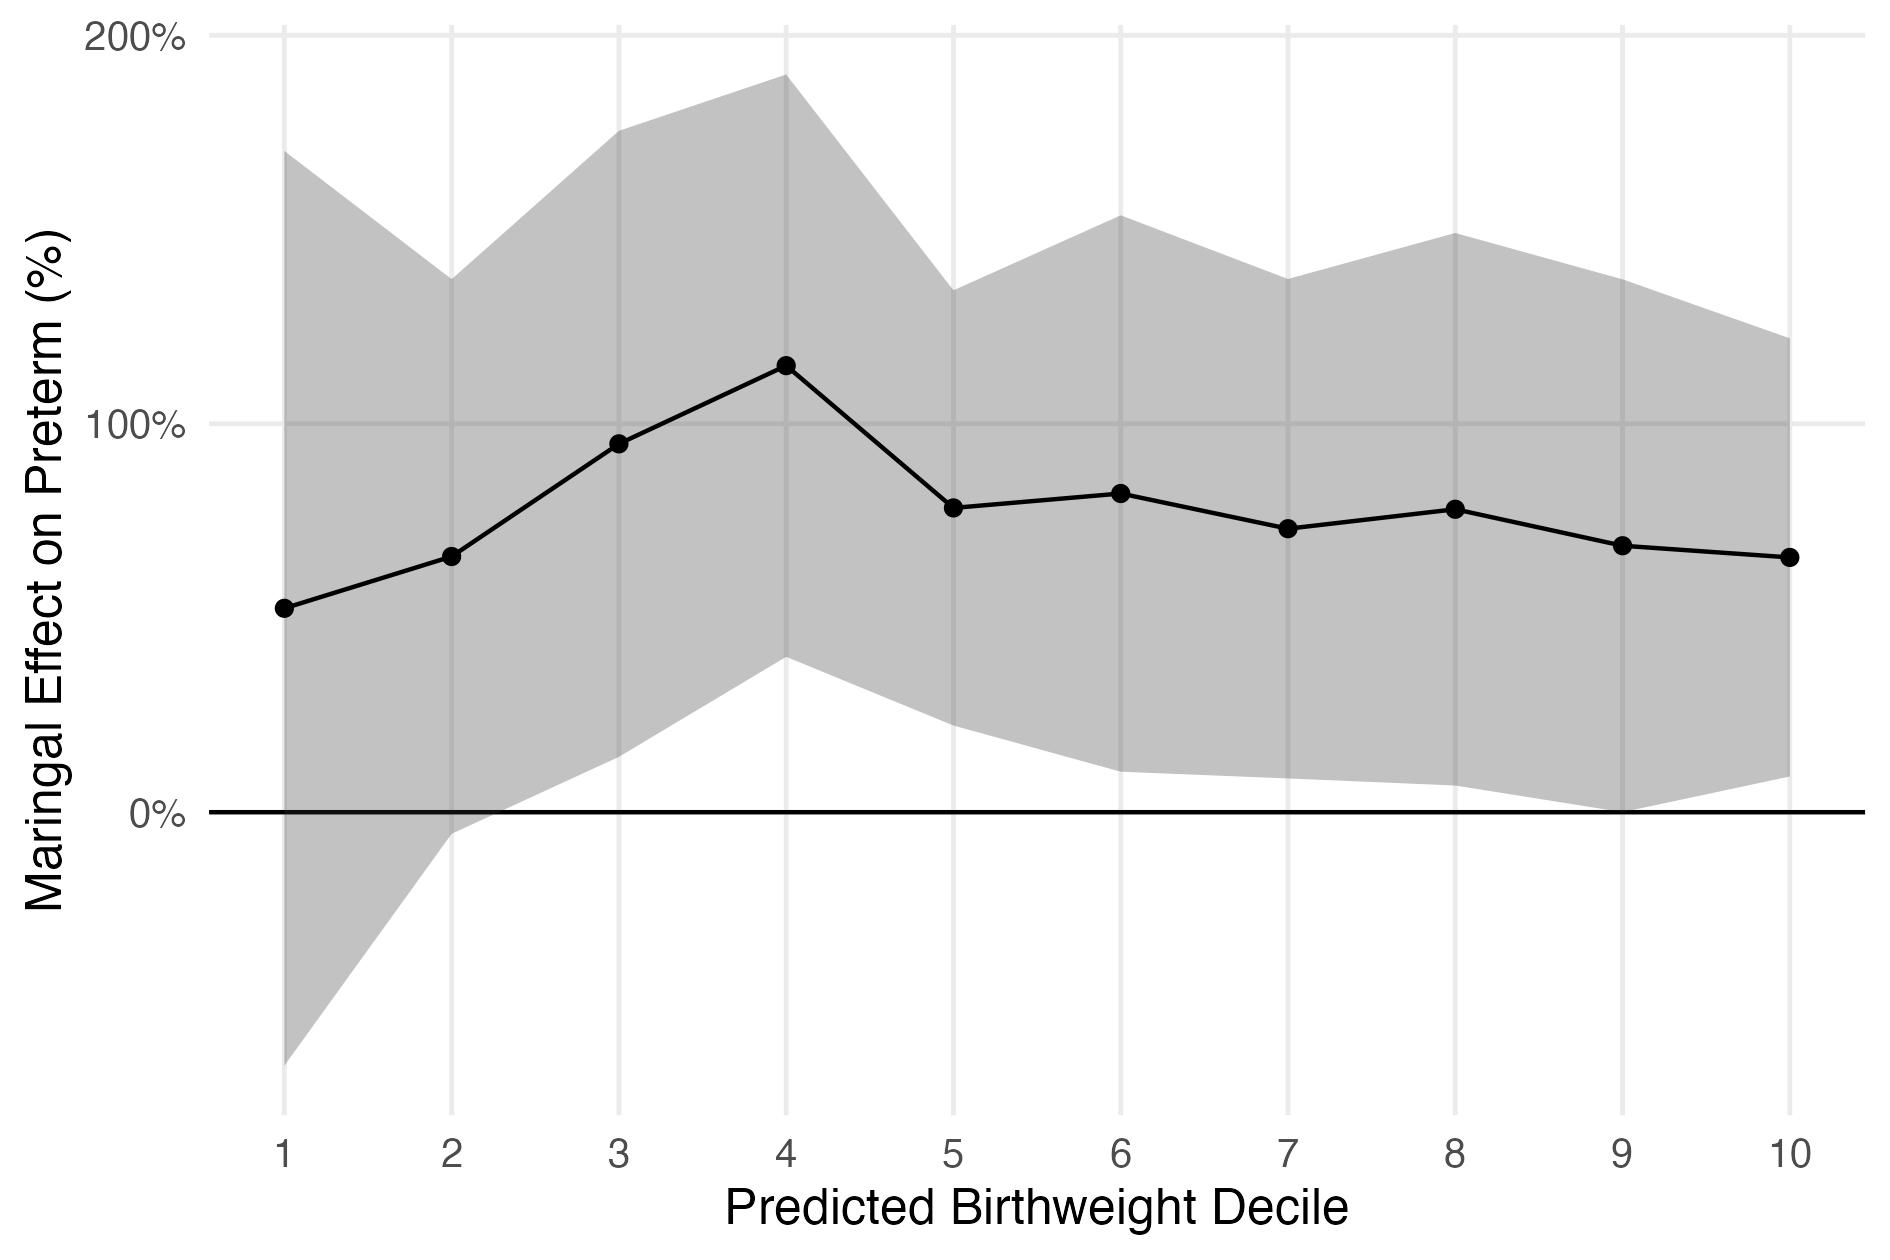 200%
100%
0%
Maringal Effect on Preterm (%)
1 2 3 4 5 6 7 8 9 10
Predicted Birthweight Decile